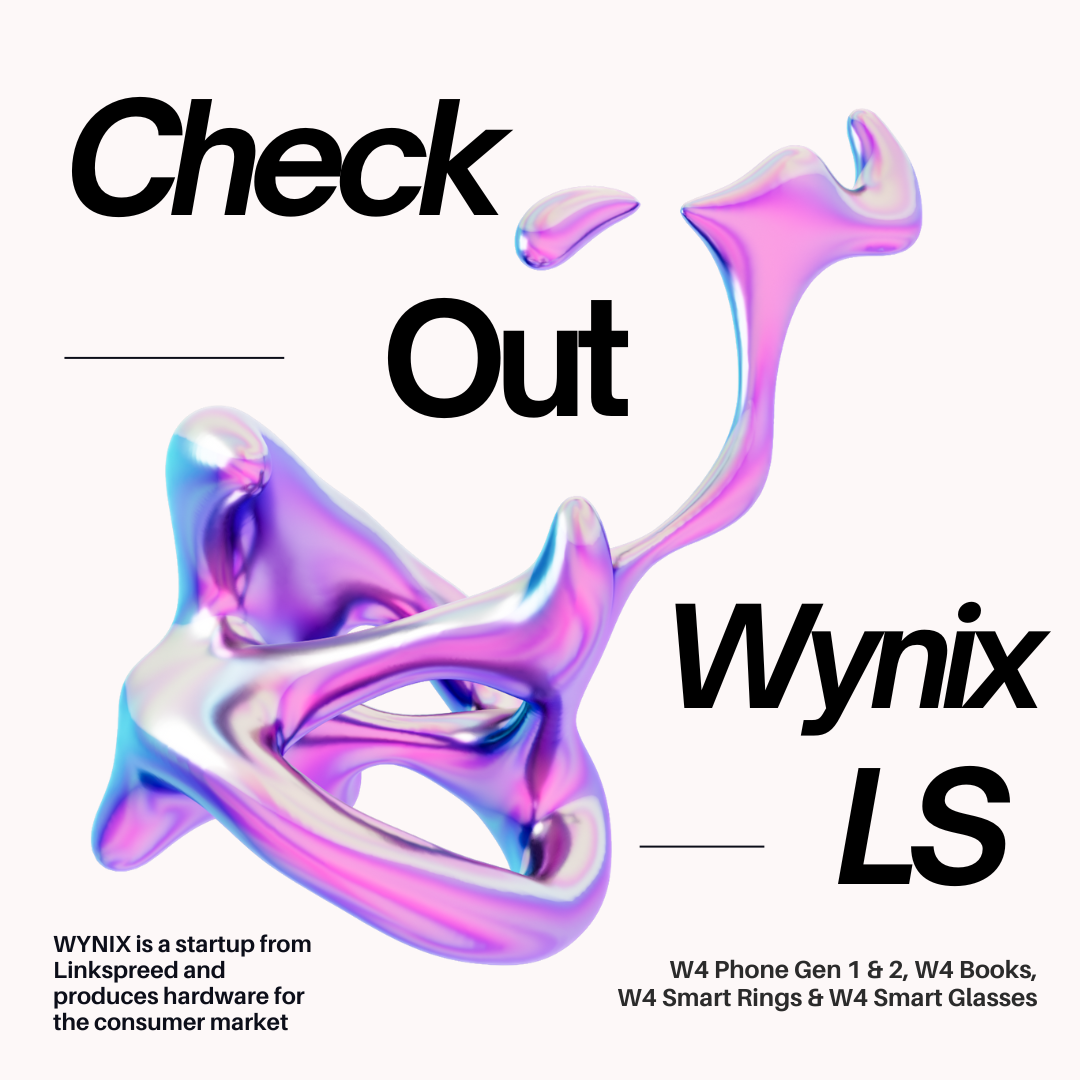 Check
Out
Wynix
LS
WYNIX is a startup from
Linkspreed and
produces hardware for
the consumer market
W4 Phone Gen 1 & 2, W4 Books,
W4 Smart Rings & W4 Smart Glasses